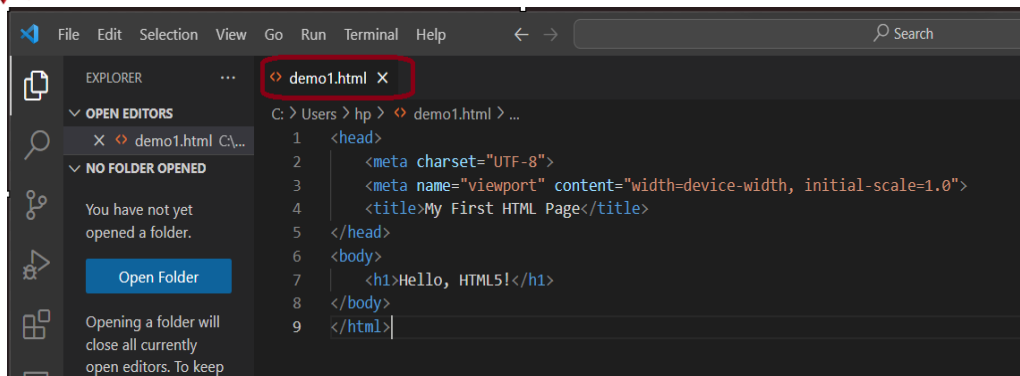 File Edit Selection View Go Run Terminal Help Search
EXPLORER
OPEN EDITORS
demo1.html C:\...
NO FOLDER OPENED
You have not yet
opened a folder.
Open Folder
Opening a folder will
close all currently
open editors. To keep
demo1.html
C: > Users > hp > demo1.html > ...
1 <head>
2 <meta charset="UTF-8">
3 <meta name="viewport" content="width=device-width, initial-scale=1.0">
4 <title>My First HTML Page</title>
5 </head>
6 <body>
7 <h1>Hello, HTML5!</h1>
8 </body>
9 </html>